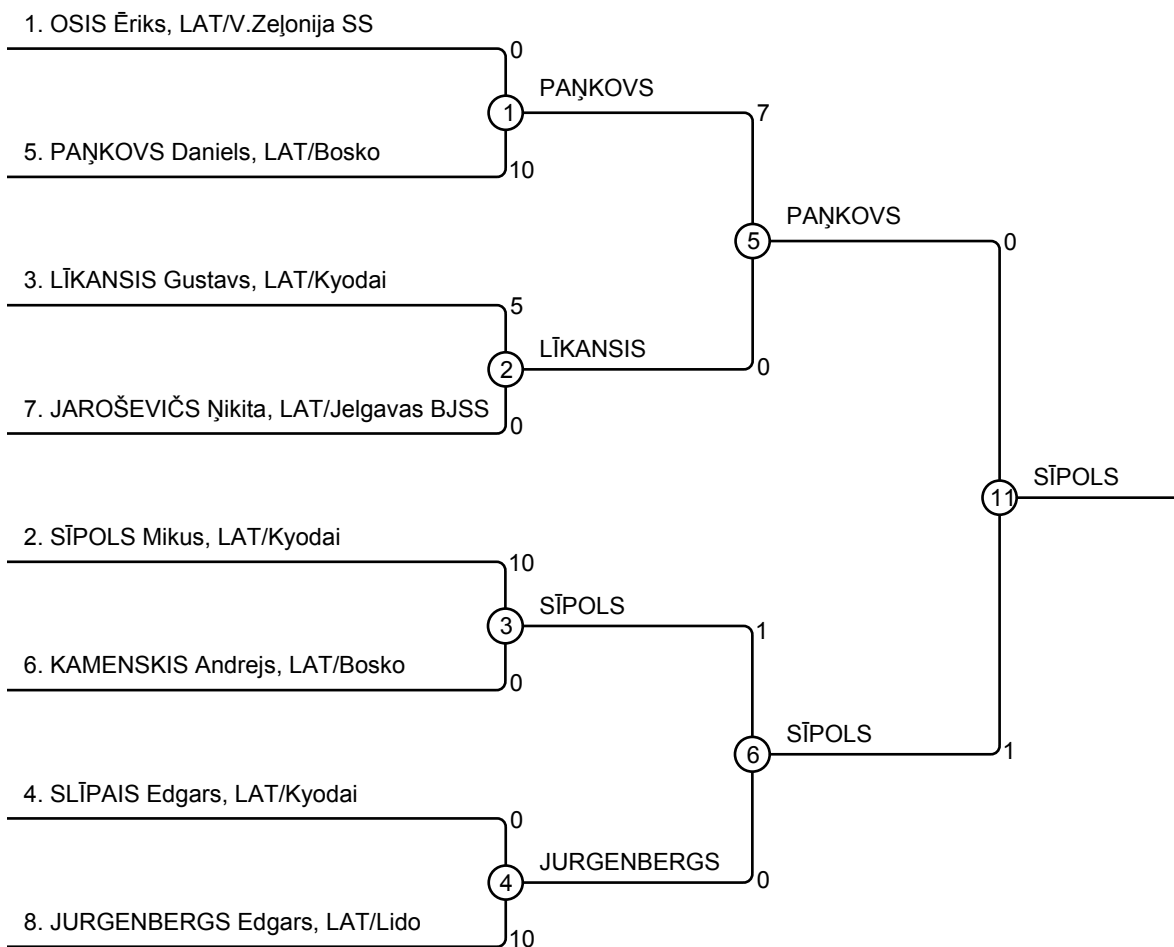 1. OSIS Ēriks, LAT/V.Zeļonija SS
0
PAŅKOVS
1
7
5. PAŅKOVS Daniels, LAT/Bosko
10
PAŅKOVS
5
0
3. LĪKANSIS Gustavs, LAT/Kyodai
5
LĪKANSIS
2
0
7. JAROŠEVIČS Ņikita, LAT/Jelgavas BJSS
0
SĪPOLS
11
2. SĪPOLS Mikus, LAT/Kyodai
10
SĪPOLS
3
1
6. KAMENSKIS Andrejs, LAT/Bosko
0
SĪPOLS
6
1
4. SLĪPAIS Edgars, LAT/Kyodai
0
JURGENBERGS
4
0
8. JURGENBERGS Edgars, LAT/Lido
10